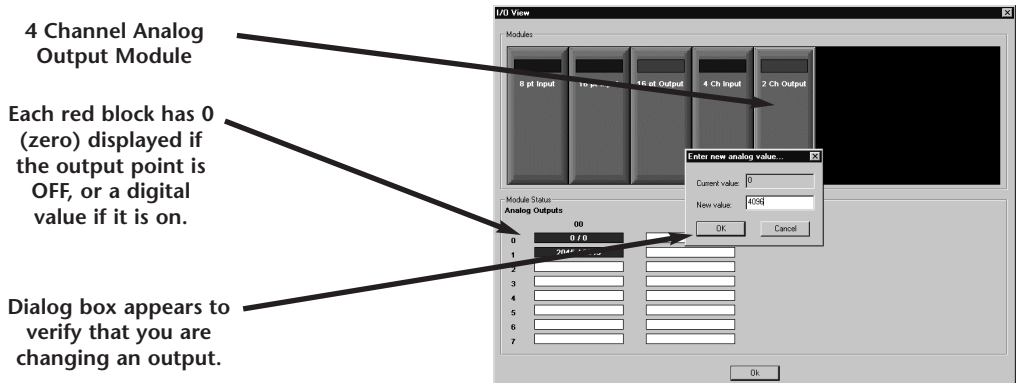 4 Channel Analog
Output Module
Each red block has 0
(zero) displayed if
the output point is
OFF, or a digital
value if it is on.
Dialog box appears to
verify that you are
changing an output.
I/O View
Modules
8 pt Input
16 pt Output
4 Ch Input
2 Ch Output
Enter new analog value...
Current value: 0
New value: 4096
OK Cancel
Module Status
Analog Outputs
00
0 0 / 0
1
2
3
4
5
6
7
Ok